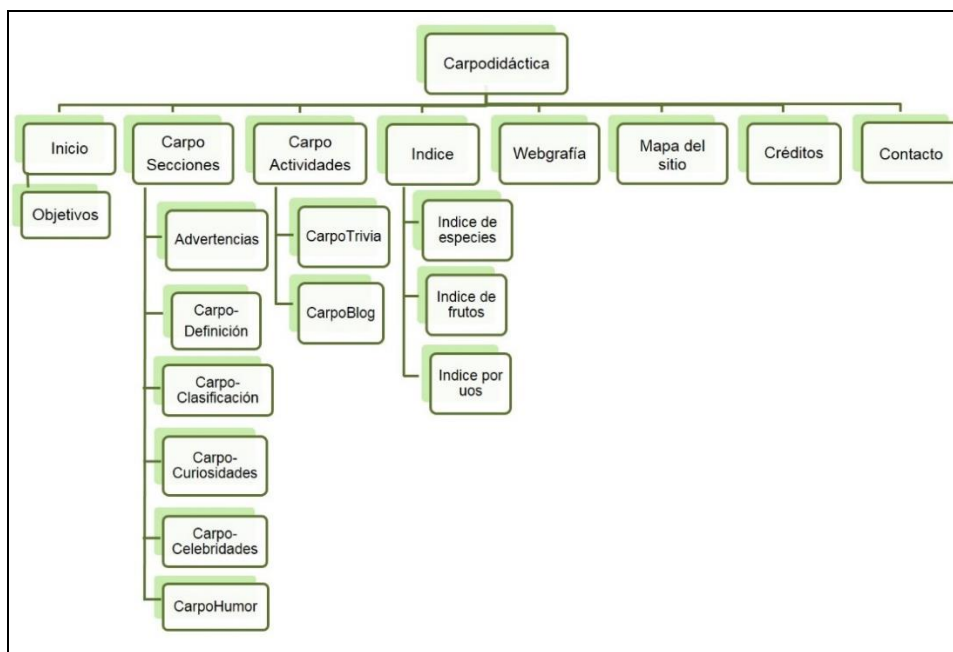 Carpodidáctica
Inicio
Carpo
Secciones
Carpo
Actividades
Indice
Webgrafía
Mapa del
sitio
Créditos
Contacto
Objetivos
Advertencias
Carpo-
Definición
Carpo-
Clasificación
Carpo-
Curiosidades
Carpo-
Celebridades
CarpoHumor
CarpoTrivia
CarpoBlog
Indice de
especies
Indice de
frutos
Indice por
uos